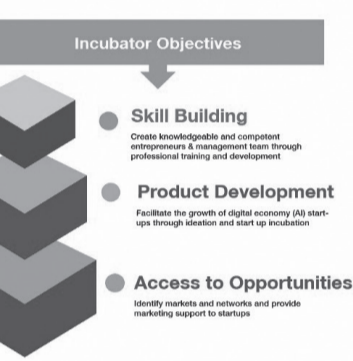 Incubator Objectives
Skill Building
Create knowledgeable and competent
entrepreneurs & management team through
professional training and development
Product Development
Facilitate the growth of digital economy (AI) start-
ups through ideation and start up incubation
Access to Opportunities
Identify markets and networks and provide
marketing support to startups